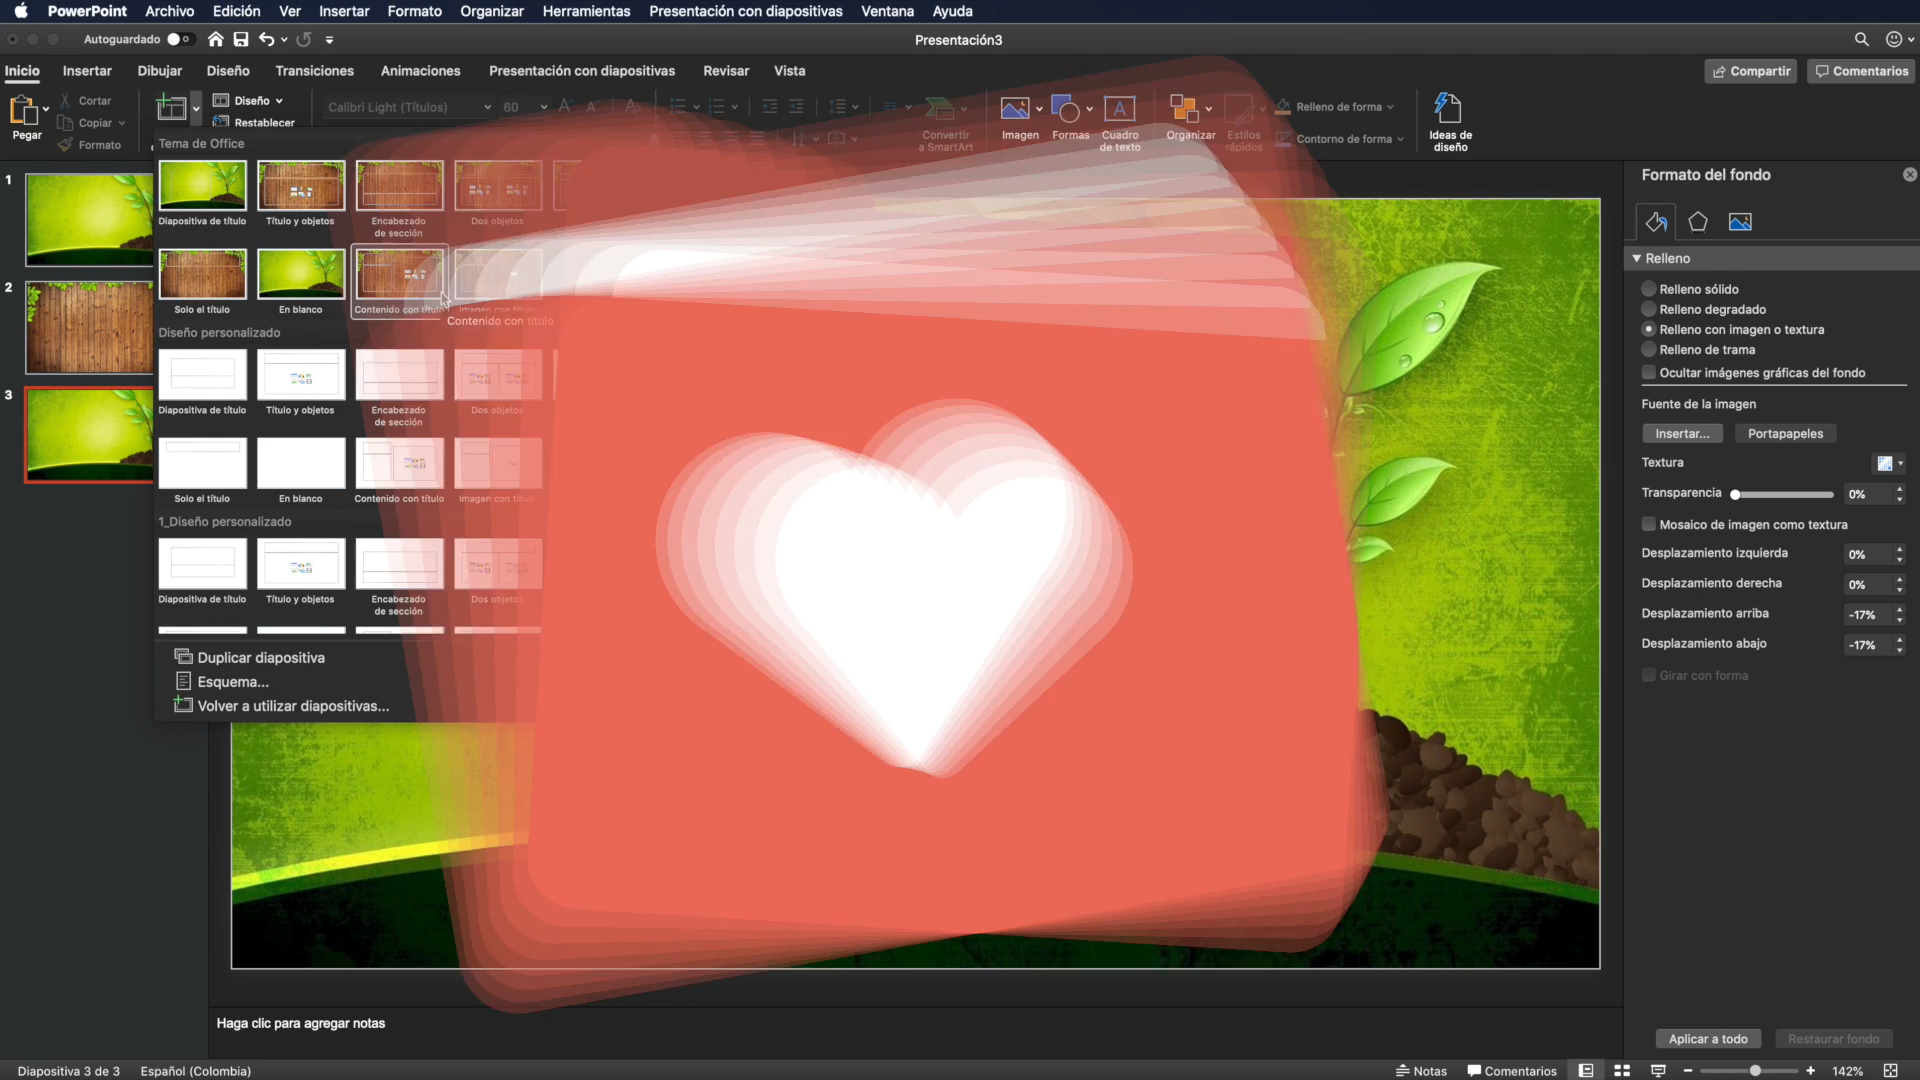 PowerPoint Archivo Edición Ver Insertar Formato Organizar Herramientas Presentación con diapositivas Ventana Ayuda
Autoguardado
Presentación3
Inicio Insertar Dibujar Diseño Transiciones Animaciones Presentación con diapositivas Revisar Vista
Compartir Comentarios
Pegar
Cortar
Copiar
Formato
Diseño
Restablecer
Calibri Light (Títulos) 60
Convertir
a SmartArt
Imagen
Formas
Cuadro
de texto
Organizar
Estilos
rápidos
Relleno de forma
Contorno de forma
Ideas de
diseño
1
2
3
Tema de Office
Diapositiva de título
Título y objetos
Encabezado
de sección
Dos objetos
Solo el título
En blanco
Contenido con título
Imagen con título
Contenido con título
Diseño personalizado
Diapositiva de título
Título y objetos
Encabezado
de sección
Dos objetos
Solo el título
En blanco
Contenido con título
Imagen con título
1_Diseño personalizado
Diapositiva de título
Título y objetos
Encabezado
de sección
Dos objetos
Duplicar diapositiva
Esquema...
Volver a utilizar diapositivas...
Formato del fondo
Relleno
Relleno sólido
Relleno degradado
Relleno con imagen o textura
Relleno de trama
Ocultar imágenes gráficas del fondo
Fuente de la imagen
Insertar... Portapapeles
Textura
Transparencia 0%
Mosaico de imagen como textura
Desplazamiento izquierda 0%
Desplazamiento derecha 0%
Desplazamiento arriba -17%
Desplazamiento abajo -17%
Girar con forma
Aplicar a todo Restaurar fondo
Haga clic para agregar notas
Diapositiva 3 de 3 Español (Colombia)
Notas Comentarios 142%